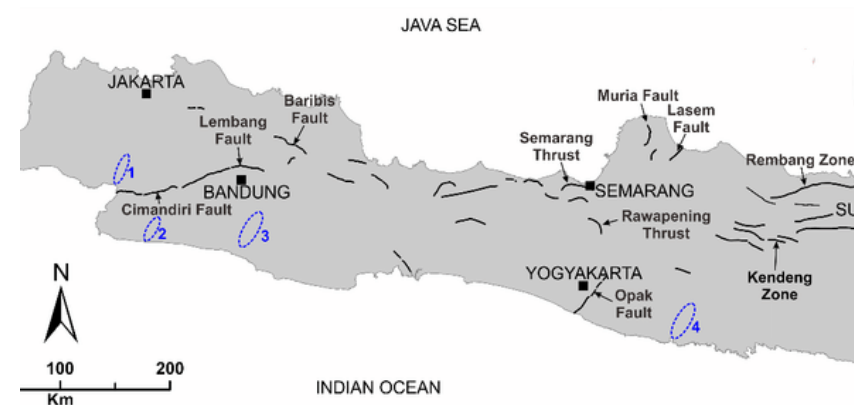 JAVA SEA
JAKARTA
Muria Fault
Baribis
Fault
Lasem
Fault
Lembang
Fault
Semarang
Thrust
Rembang Zone
1
BANDUNG
SEMARANG
Cimandiri Fault
SU
2
3
Rawapening
Thrust
N
YOGYAKARTA
Kendeng
Zone
Opak
Fault
4
100
200
Km
INDIAN OCEAN